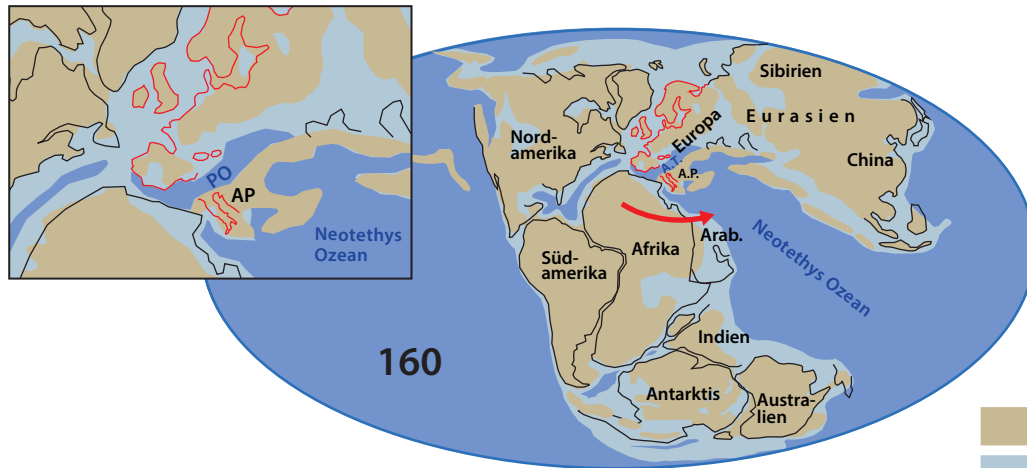 PO
AP
Neotethys
Ozean
Sibirien
Eurasien
Nord-
amerika
Europa
China
A.T.
A.P.
Süd-
amerika
Afrika
Arab.
Neotethys Ozean
160
Indien
Antarktis
Austra-
lien